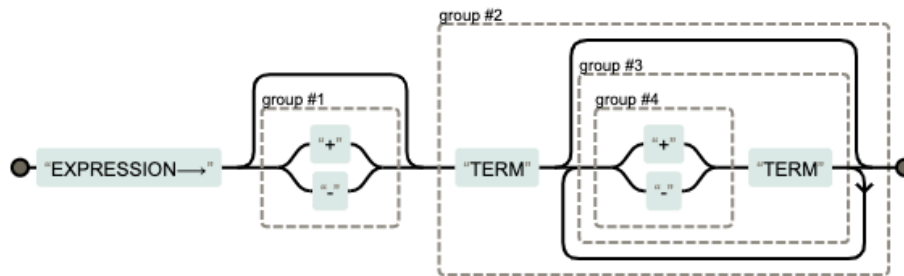 group #2
group #3
group #1
group #4
“+”
“+”
“EXPRESSION⟶”
“TERM”
“TERM”
“-”
“-”